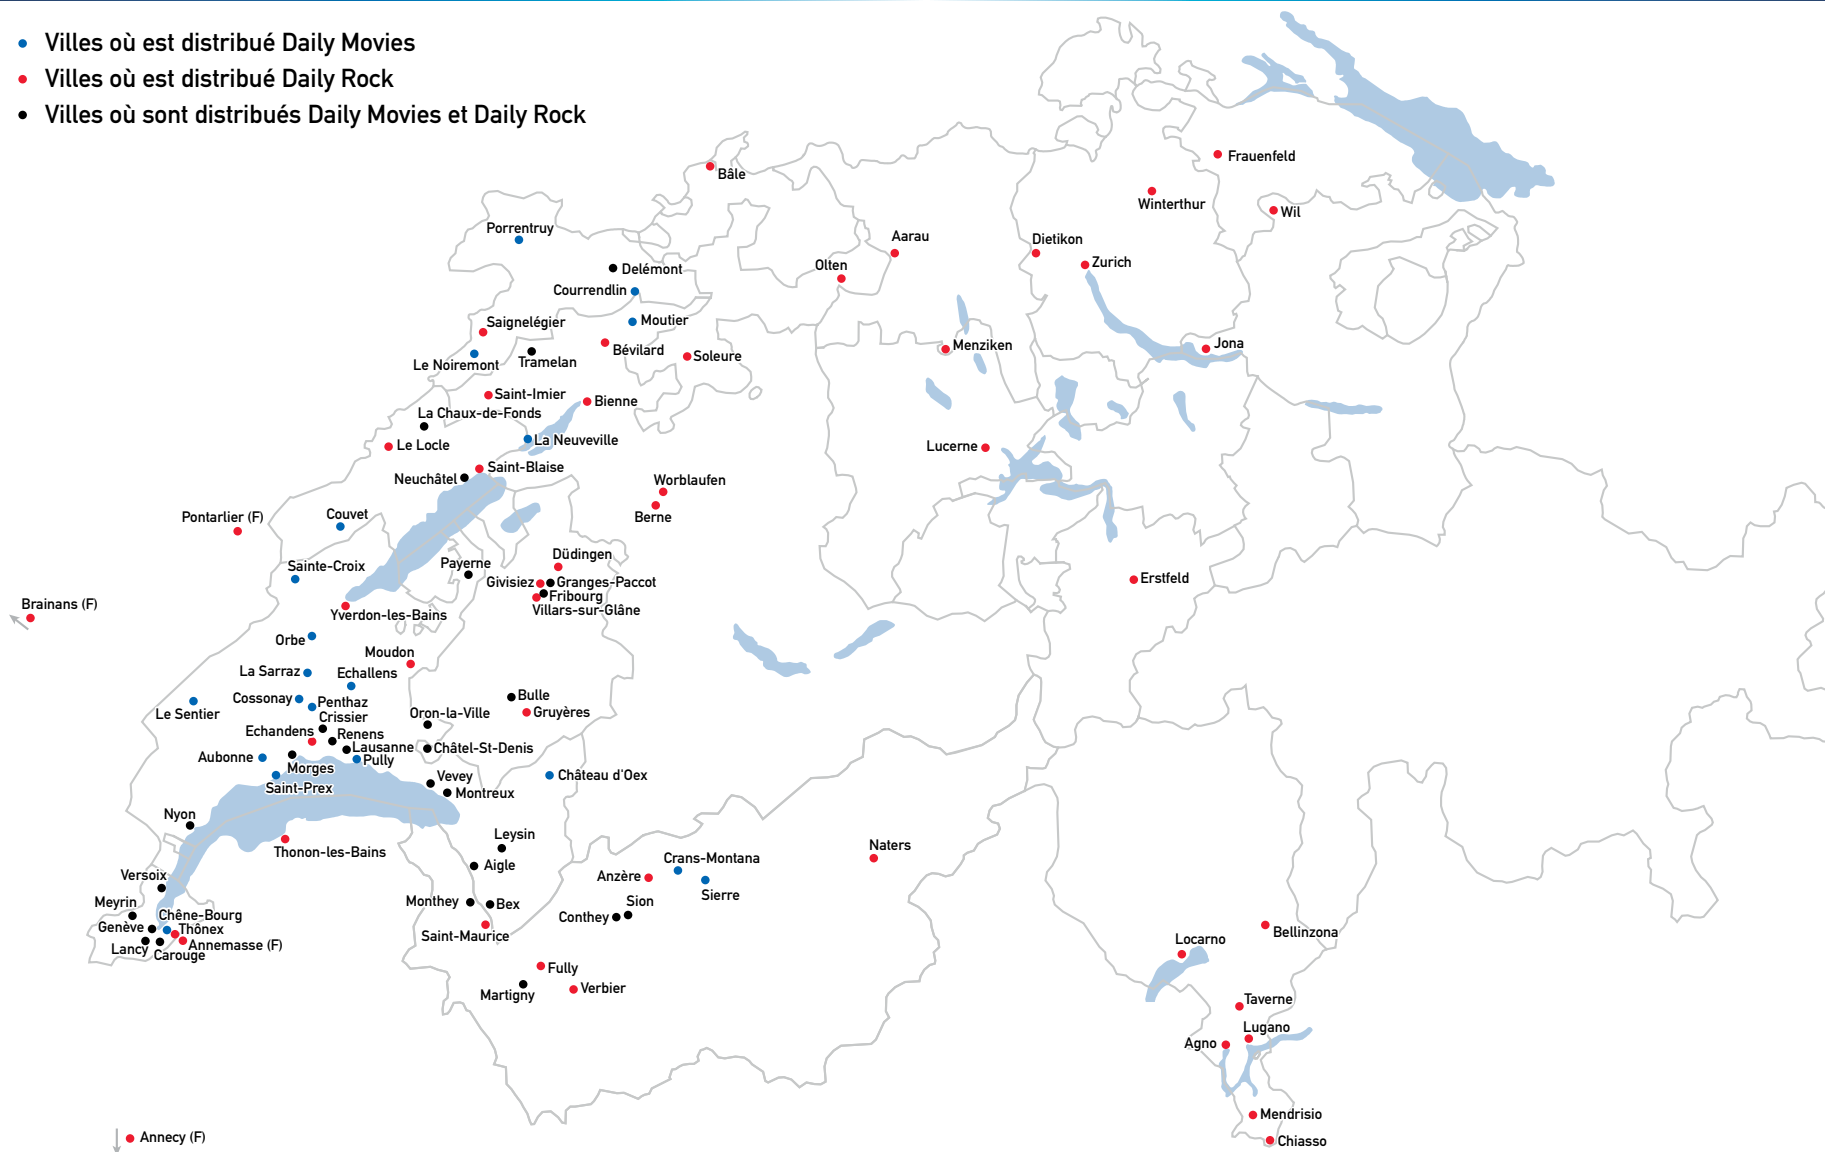 Villes où est distribué Daily Movies
Villes où est distribué Daily Rock
Villes où sont distribués Daily Movies et Daily Rock
Bâle
Frauenfeld
Winterthur
Wil
Porrentruy
Aarau
Dietikon
Zurich
Olten
Delémont
Courrendlin
Moutier
Saignelégier
Bévilard
Soleure
Menziken
Jona
Le Noiremont
Tramelan
Saint-Imier
Bienne
La Chaux-de-Fonds
La Neuveville
Le Locle
Lucerne
Saint-Blaise
Neuchâtel
Worblaufen
Berne
Pontarlier (F)
Couvet
Düdingen
Sainte-Croix
Payerne
Givisiez
Granges-Paccot
Fribourg
Villars-sur-Glâne
Erstfeld
Brainans (F)
Yverdon-les-Bains
Orbe
Moudon
La Sarraz
Echallens
Cossonay
Penthaz
Bulle
Le Sentier
Crissier
Oron-la-Ville
Gruyères
Echandens
Renens
Lausanne
Châtel-St-Denis
Aubonne
Pully
Morges
Saint-Prex
Vevey
Château d'Oex
Montreux
Nyon
Leysin
Thonon-les-Bains
Naters
Crans-Montana
Aigle
Versoix
Anzère
Sierre
Meyrin
Monthey
Bex
Sion
Conthey
Chêne-Bourg
Genève
Thônex
Saint-Maurice
Lancy
Carouge
Annemasse (F)
Bellinzona
Locarno
Fully
Verbier
Martigny
Taverne
Lugano
Agno
Mendrisio
Annecy (F)
Chiasso